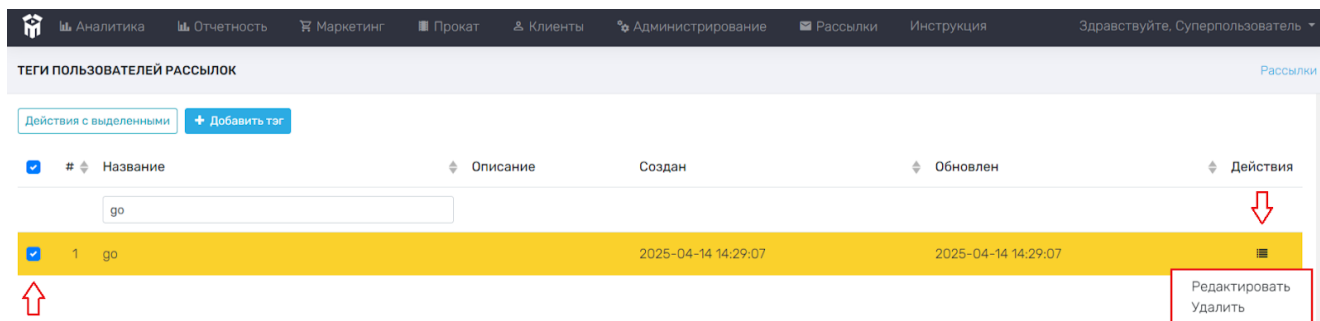 Аналитика Отчетность Маркетинг Прокат Клиенты Администрирование Рассылки Инструкция Здравствуйте, Суперпользователь
ТЕГИ ПОЛЬЗОВАТЕЛЕЙ РАССЫЛОК Рассылки
Действия с выделенными + Добавить тэг
# Название Описание Создан Обновлен Действия
go
1 go 2025-04-14 14:29:07 2025-04-14 14:29:07
Редактировать
Удалить